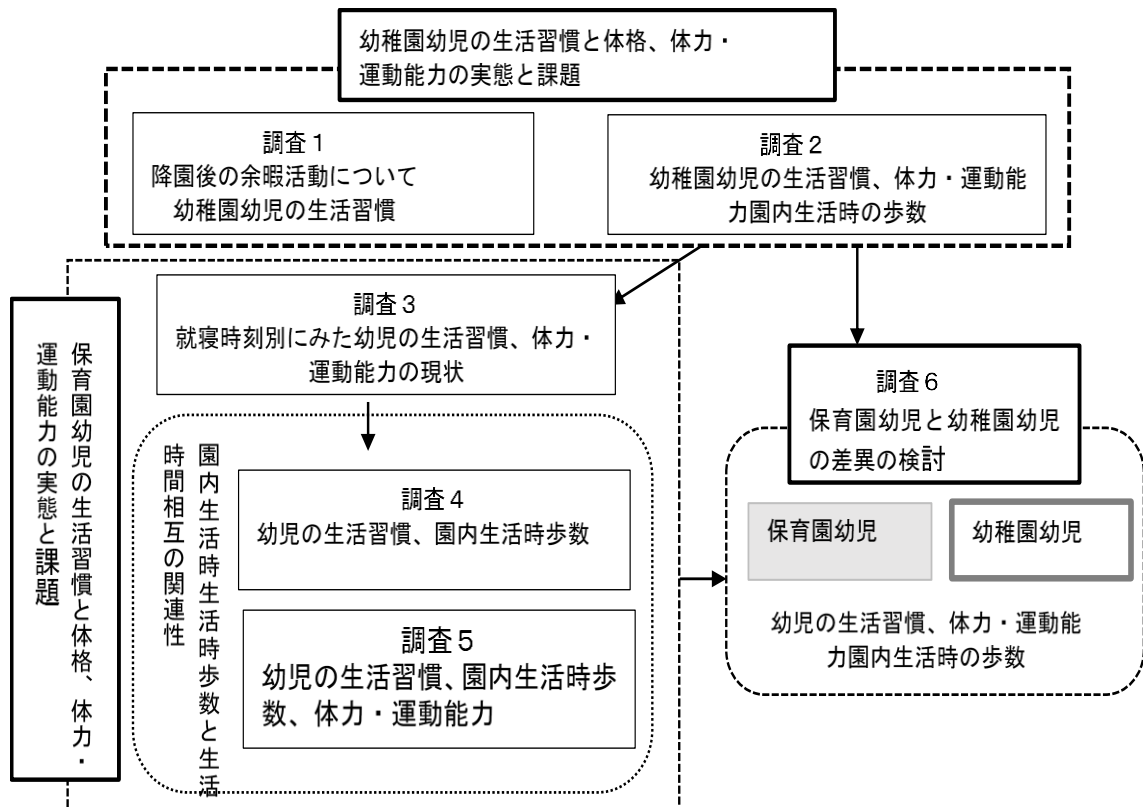 幼稚園幼児の生活習慣と体格、体力・
運動能力の実態と課題
調査１
降園後の余暇活動について
幼稚園幼児の生活習慣
調査２
幼稚園幼児の生活習慣、体力・運動能
力園内生活時の歩数
調査３
就寝時刻別にみた幼児の生活習慣、体力・
運動能力の現状
保育園幼児の生活習慣と体格、体力・
運動能力の実態と課題
園内生活時生活時歩数と生活
時間相互の関連性
調査４
幼児の生活習慣、園内生活時歩数
調査５
幼児の生活習慣、園内生活時歩
数、体力・運動能力
調査６
保育園幼児と幼稚園幼児
の差異の検討
保育園幼児
幼稚園幼児
幼児の生活習慣、体力・運動能
力園内生活時の歩数